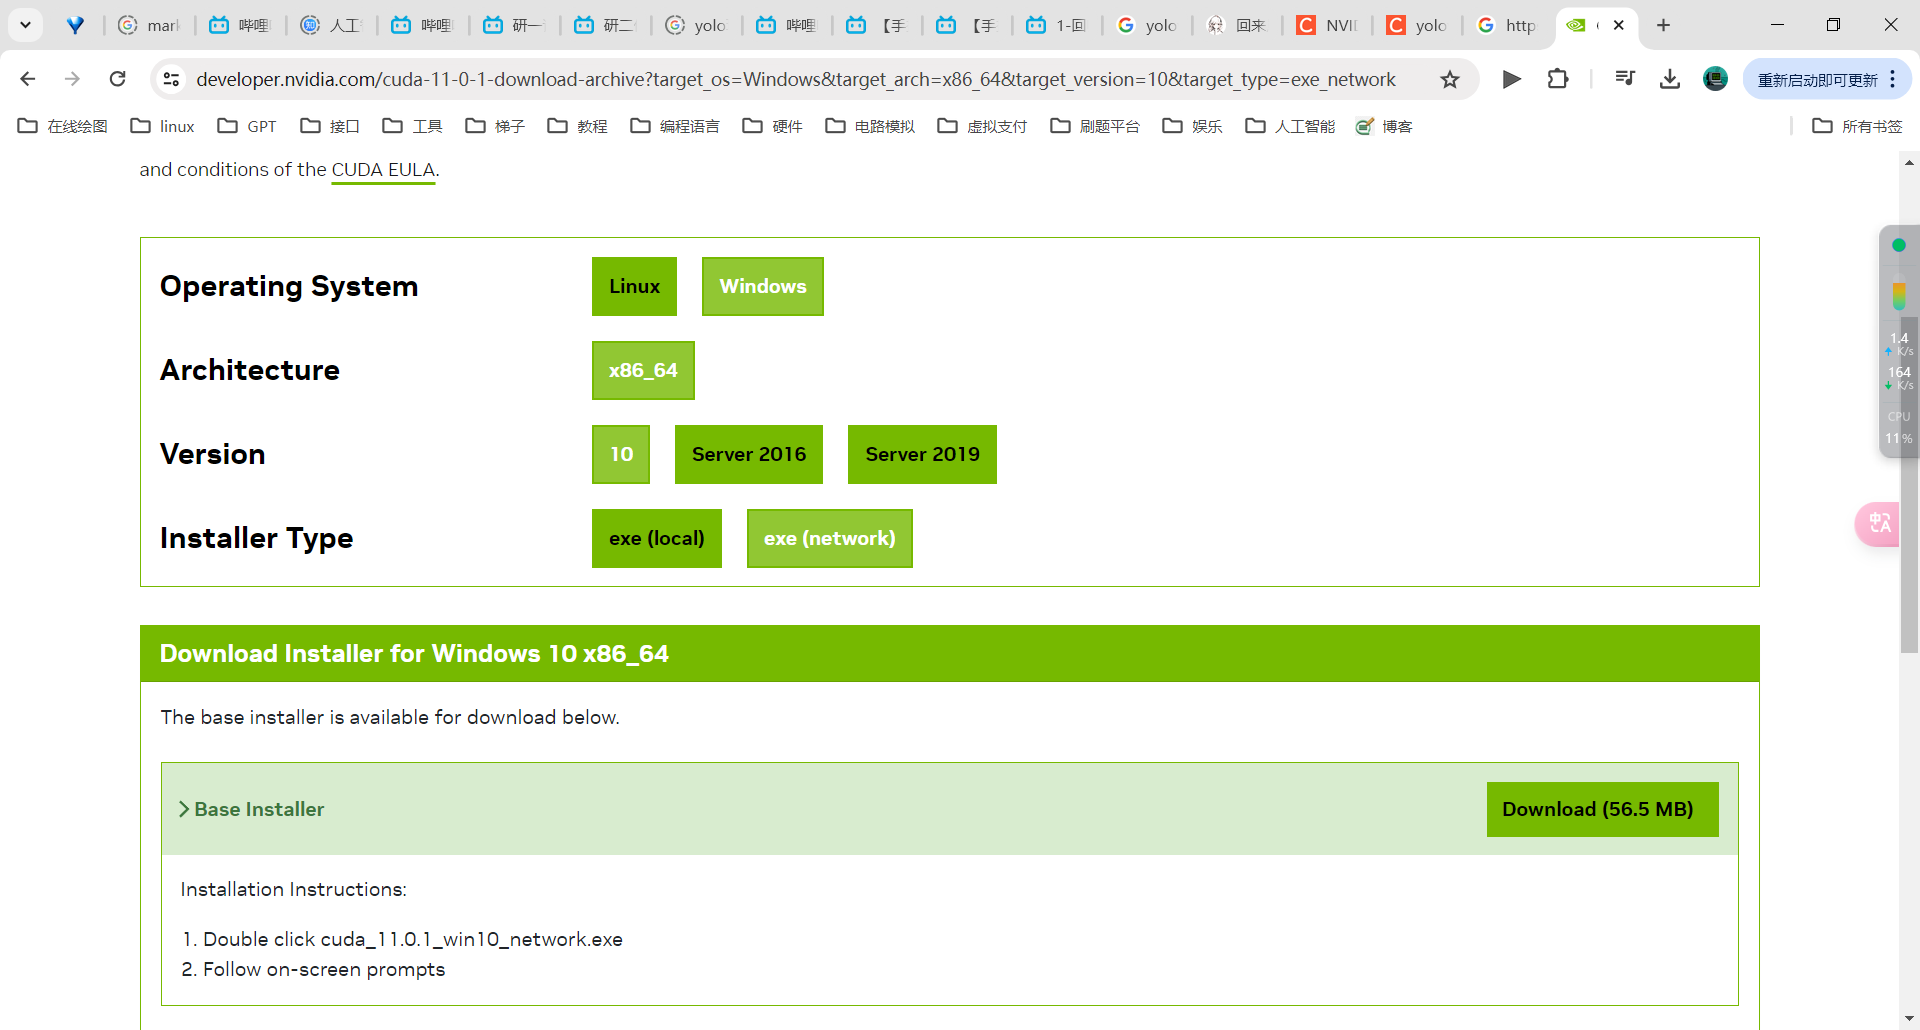 mark
哔哩
人工
哔哩
研一
研二
yolo
哔哩
【手
【手
1-回
yolo
回来
NVI
yolo
http
developer.nvidia.com/cuda-11-0-1-download-archive?target_os=Windows&target_arch=x86_64&target_version=10&target_type=exe_network
重新启动即可更新
在线绘图 linux GPT 接口 工具 梯子 教程 编程语言 硬件 电路模拟 虚拟支付 刷题平台 娱乐 人工智能 博客 所有书签
and conditions of the CUDA EULA.
Operating System Linux Windows
Architecture x86_64
Version 10 Server 2016 Server 2019
Installer Type exe (local) exe (network)
1.4
K/s
164
K/s
CPU
11%
中A
Download Installer for Windows 10 x86_64
The base installer is available for download below.
Base Installer Download (56.5 MB)
Installation Instructions:
1. Double click cuda_11.0.1_win10_network.exe
2. Follow on-screen prompts